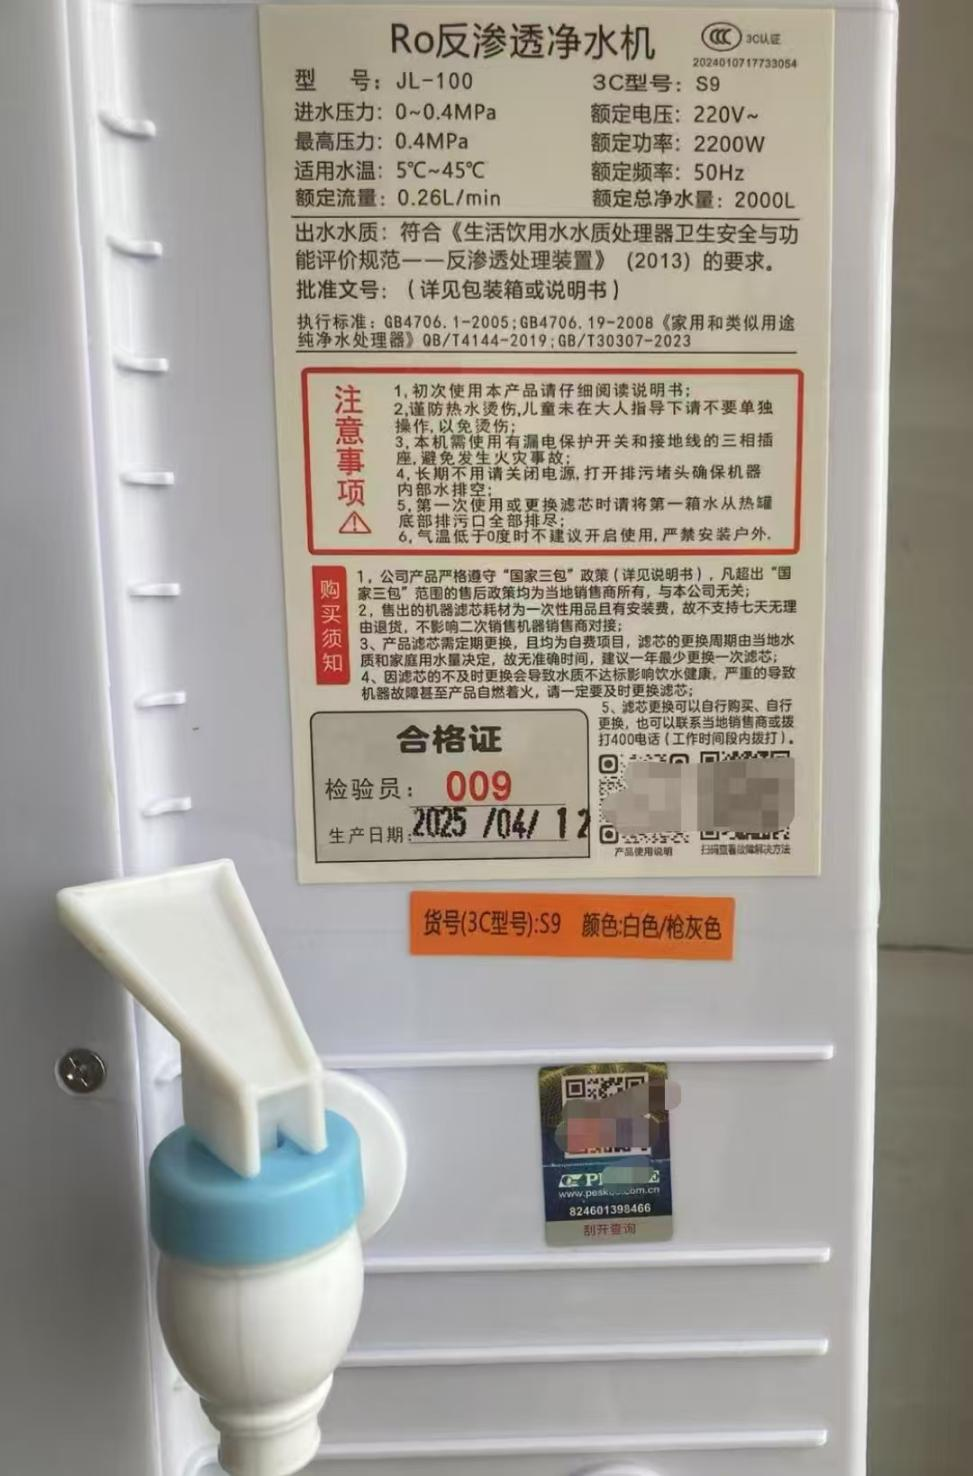 Ro反渗透净水机
3C认证
2024010717733054
型 号：JL-100
3C型号：S9
进水压力：0~0.4MPa
额定电压：220V~
最高压力：0.4MPa
额定功率：2200W
适用水温：5℃~45℃
额定频率：50Hz
额定流量：0.26L/min
额定总净水量：2000L
出水水质：符合《生活饮用水水质处理器卫生安全与功
能评价规范——反渗透处理装置》（2013）的要求。
批准文号：（详见包装箱或说明书）
执行标准：GB4706.1-2005;GB4706.19-2008《家用和类似用途
纯净水处理器》QB/T4144-2019;GB/T30307-2023
注意事项
1,初次使用本产品请仔细阅读说明书;
2,谨防热水烫伤,儿童未在大人指导下请不要单独
操作,以免烫伤;
3,本机需使用有漏电保护开关和接地线的三相插
座,避免发生火灾事故;
4,长期不用请关闭电源,打开排污堵头确保机器
内部水排空;
5,第一次使用或更换滤芯时请将第一箱水从热罐
底部排污口全部排尽;
6,气温低于0度时不建议开启使用,严禁安装户外.
购买须知
1，公司产品严格遵守“国家三包”政策（详见说明书），凡超出“国
家三包”范围的售后政策均为当地销售商所有，与本公司无关；
2，售出的机器滤芯耗材为一次性用品且有安装费，故不支持七天无理
由退货，不影响二次销售机器销售商对接；
3、产品滤芯需定期更换，且均为自费项目，滤芯的更换周期由当地水
质和家庭用水量决定，故无准确时间，建议一年最少更换一次滤芯；
4、因滤芯的不及时更换会导致水质不达标影响饮水健康，严重的导致
机器故障甚至产品自燃着火，请一定要及时更换滤芯；
5、滤芯更换可以自行购买、自行
更换，也可以联系当地销售商或拨
打400电话（工作时间段内拨打）。
合格证
检验员：009
生产日期:2025 /04/ 12
产品使用说明
扫码查看故障解决方法
货号(3C型号):S9 颜色:白色/枪灰色
824601398466
刮开查询